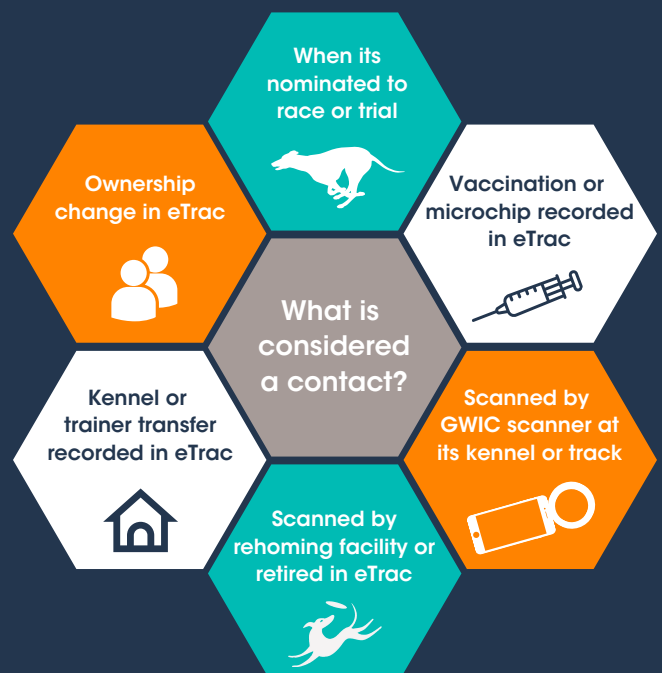 When its
nominated to
race or trial
Ownership
change in eTrac
Vaccination or
microchip recorded
in eTrac
What is
considered
a contact?
Kennel or
trainer transfer
recorded in eTrac
Scanned by
GWIC scanner at
its kennel or track
Scanned by
rehoming facility or
retired in eTrac